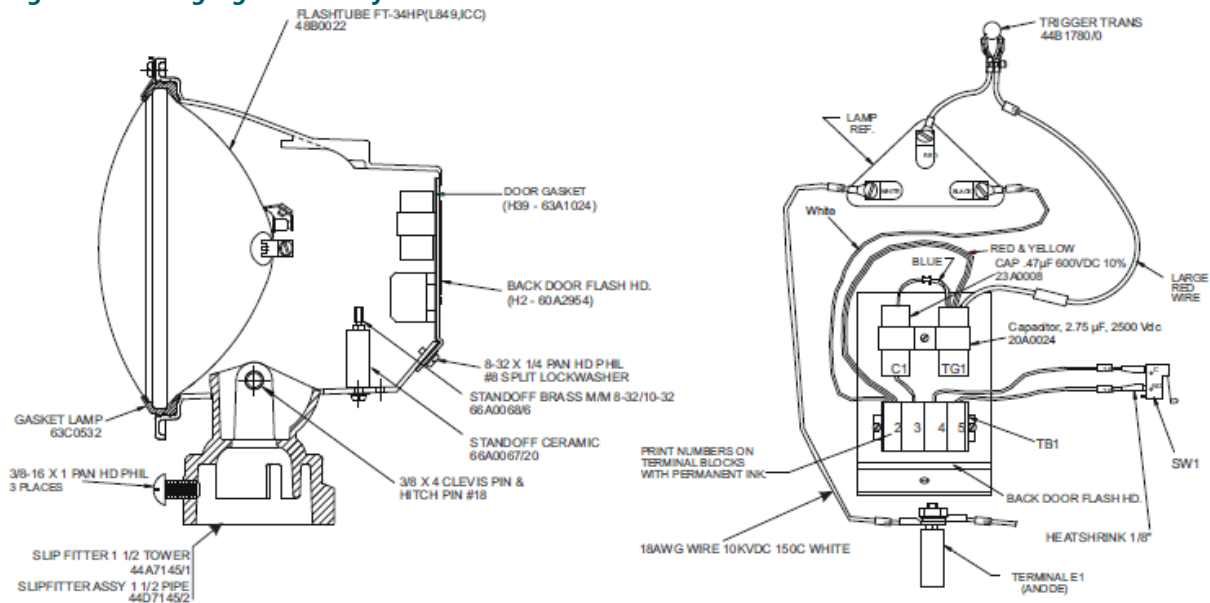 FLASHTUBE FT-34HP(L849,ICC)
48B0022
DOOR GASKET
(H39 - 63A1024)
BACK DOOR FLASH HD.
(H2 - 60A2954)
8-32 X 1/4 PAN HD PHIL
#8 SPLIT LOCKWASHER
STANDOFF BRASS M/M 8-32/10-32
66A0068/6
STANDOFF CERAMIC
66A0067/20
3/8 X 4 CLEVIS PIN &
HITCH PIN #18
GASKET LAMP
63C0532
3/8-16 X 1 PAN HD PHIL
3 PLACES
SLIP FITTER 1 1/2 TOWER
44A7145/1
SLIPFITTER ASSY 1 1/2 PIPE
44D7145/2
TRIGGER TRANS
44B1780/0
LAMP
REF.
RED
WHITE
BLACK
White
RED & YELLOW
BLUE
CAP .47µF 600VDC 10%
23A0008
LARGE
RED
WIRE
Capacitor, 2.75 µF, 2500 Vdc
20A0024
C1
TG1
C
NO
2
3
4
5
TB1
SW1
PRINT NUMBERS ON
TERMINAL BLOCKS
WITH PERMANENT INK.
BACK DOOR FLASH HD.
18AWG WIRE 10KVDC 150C WHITE
HEATSHRINK 1/8"
TERMINAL E1
(ANODE)